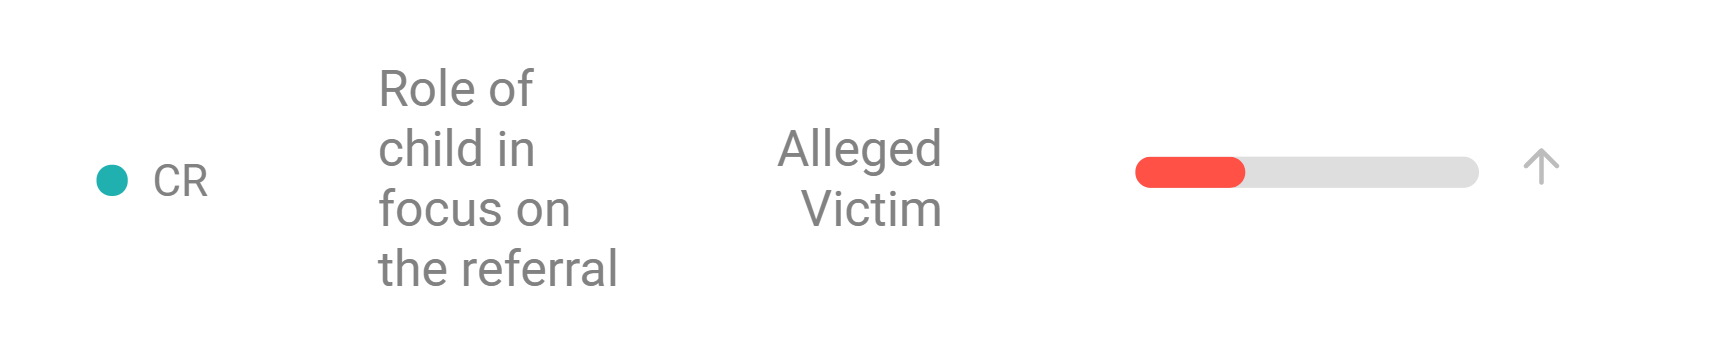 CR
Role of
child in
focus on
the referral
Alleged
Victim